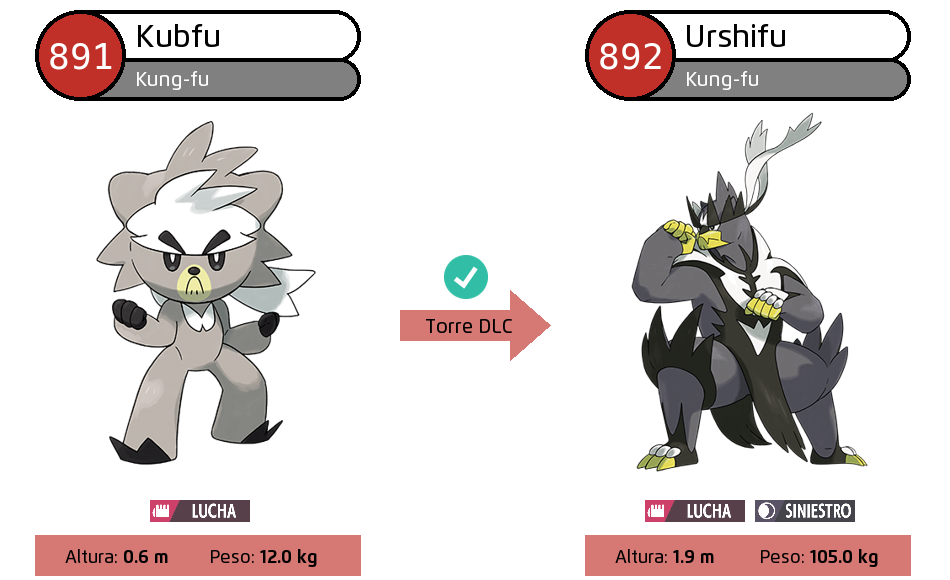 891
Kubfu
Kung-fu
892
Urshifu
Kung-fu
Torre DLC
LUCHA
LUCHA
SINIESTRO
Altura: 0.6 m Peso: 12.0 kg
Altura: 1.9 m Peso: 105.0 kg